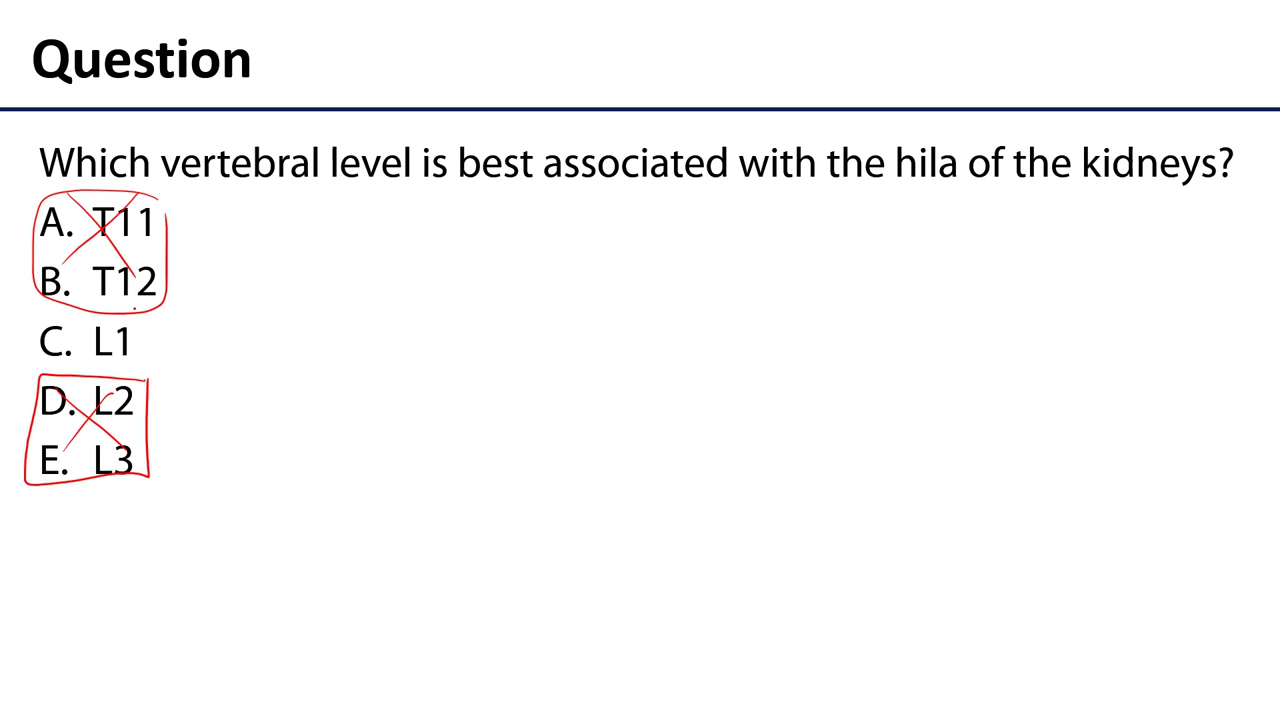 Question
Which vertebral level is best associated with the hila of the kidneys?
A. T11
B. T12
C. L1
D. L2
E. L3